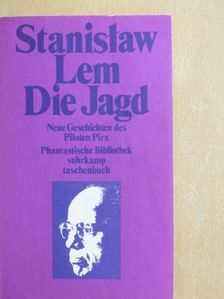 Stanisław
Lem
Die Jagd
Neue Geschichten des
Piloten Pirx
Phantastische Bibliothek
suhrkamp
taschenbuch